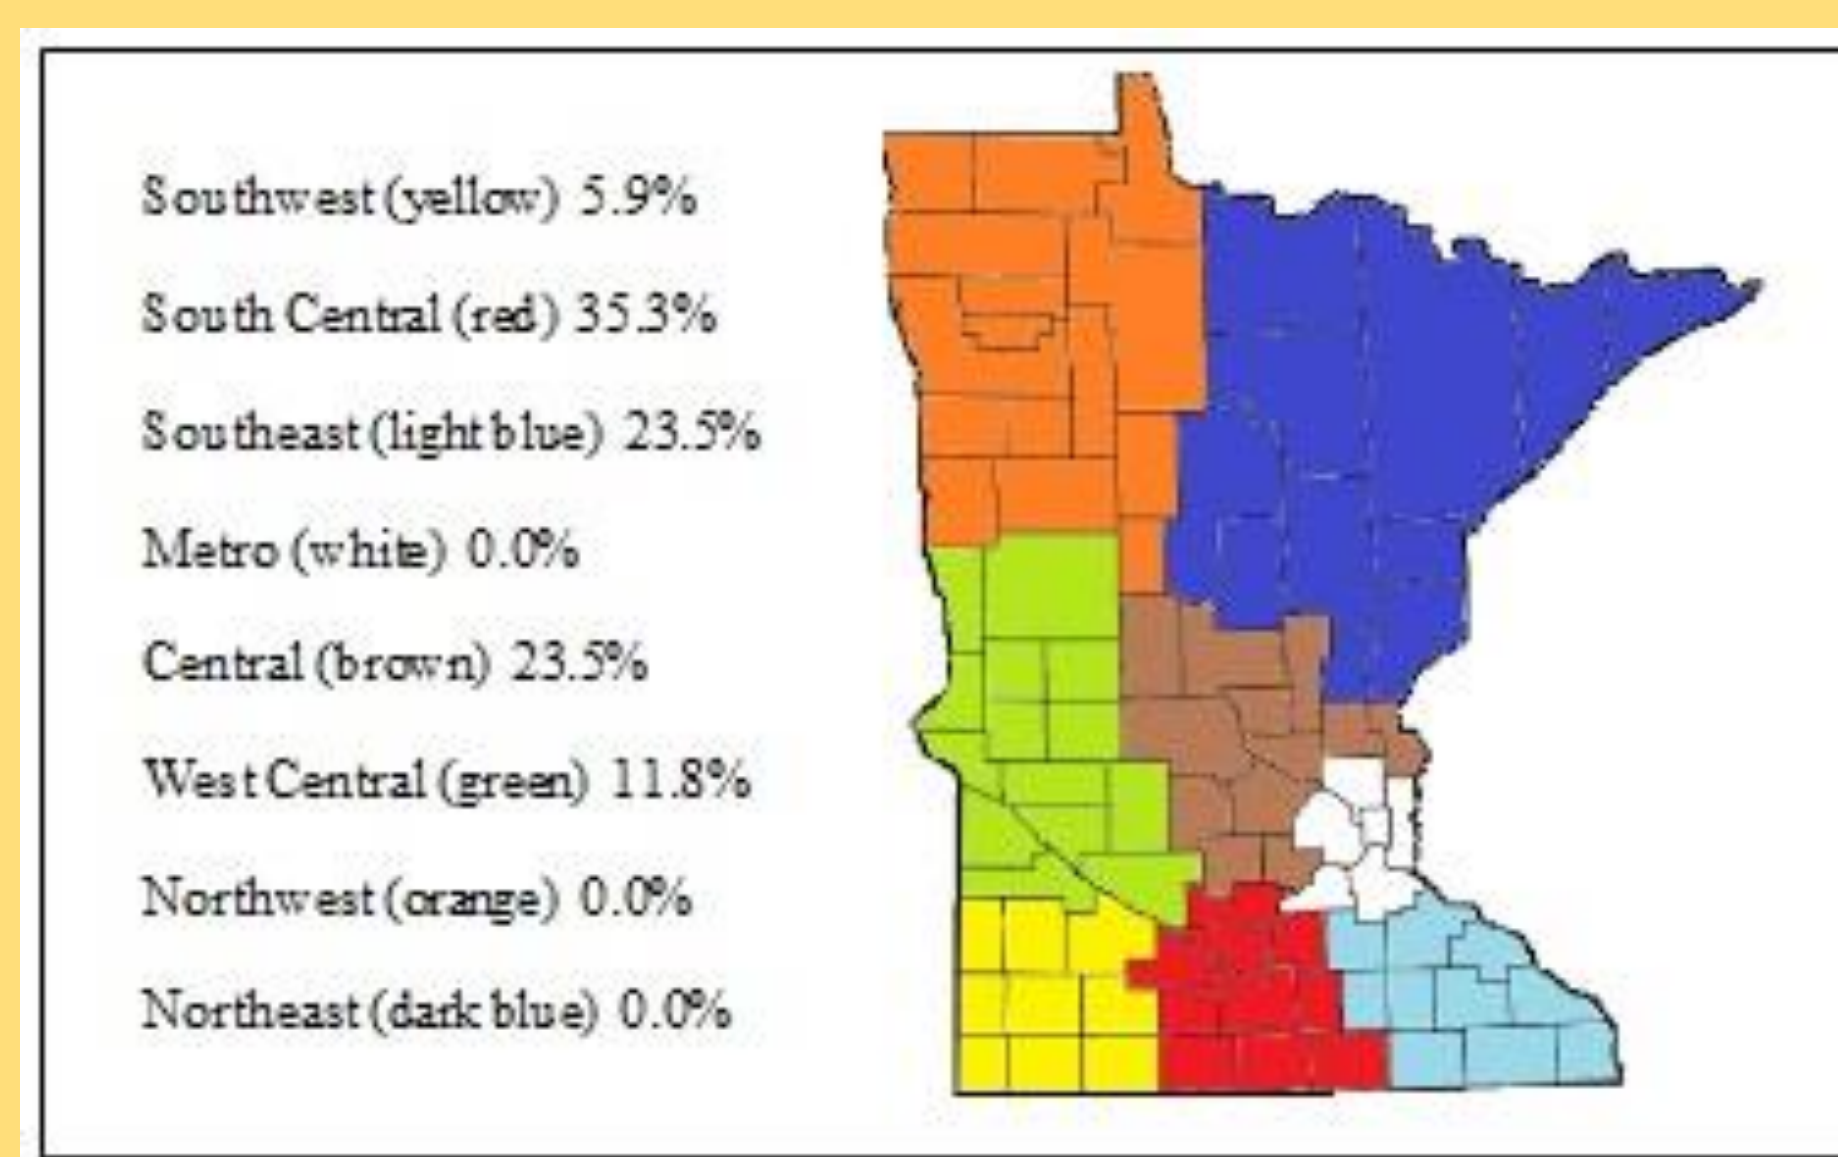 Southwest (yellow) 5.9%
South Central (red) 35.3%
Southeast (light blue) 23.5%
Metro (white) 0.0%
Central (brown) 23.5%
West Central (green) 11.8%
Northwest (orange) 0.0%
Northeast (dark blue) 0.0%